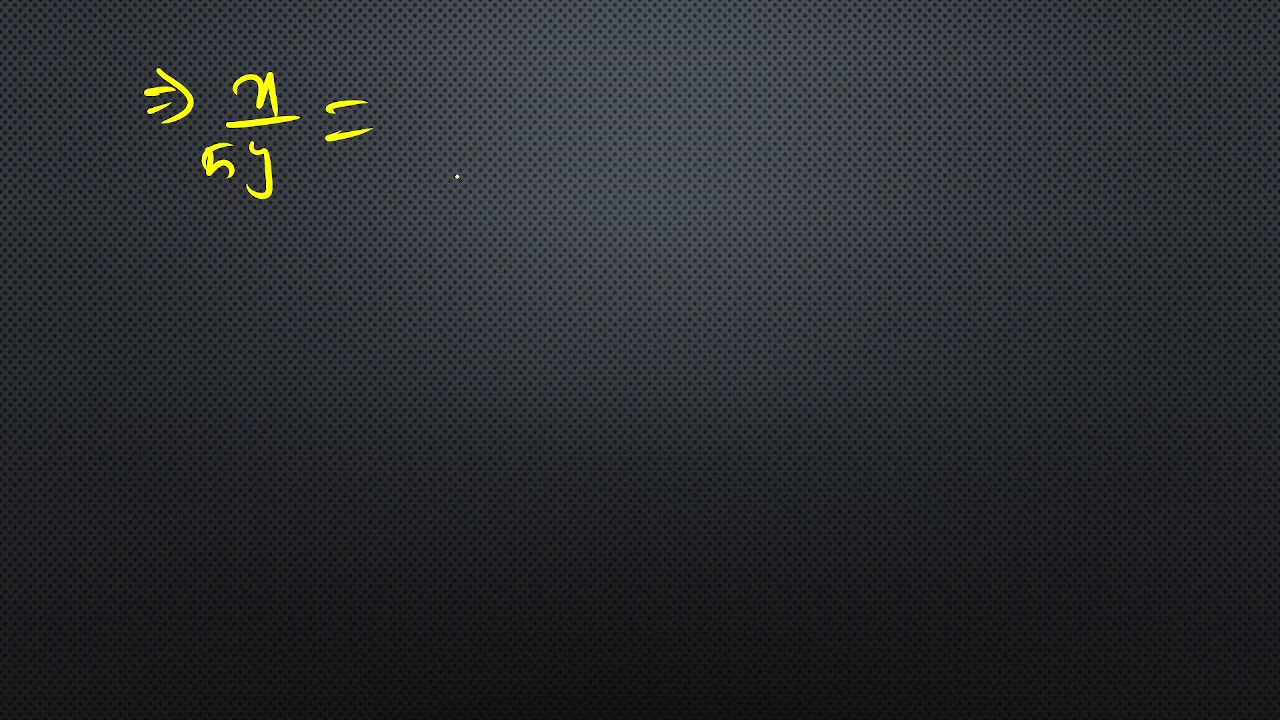 ⇒ x/5y =